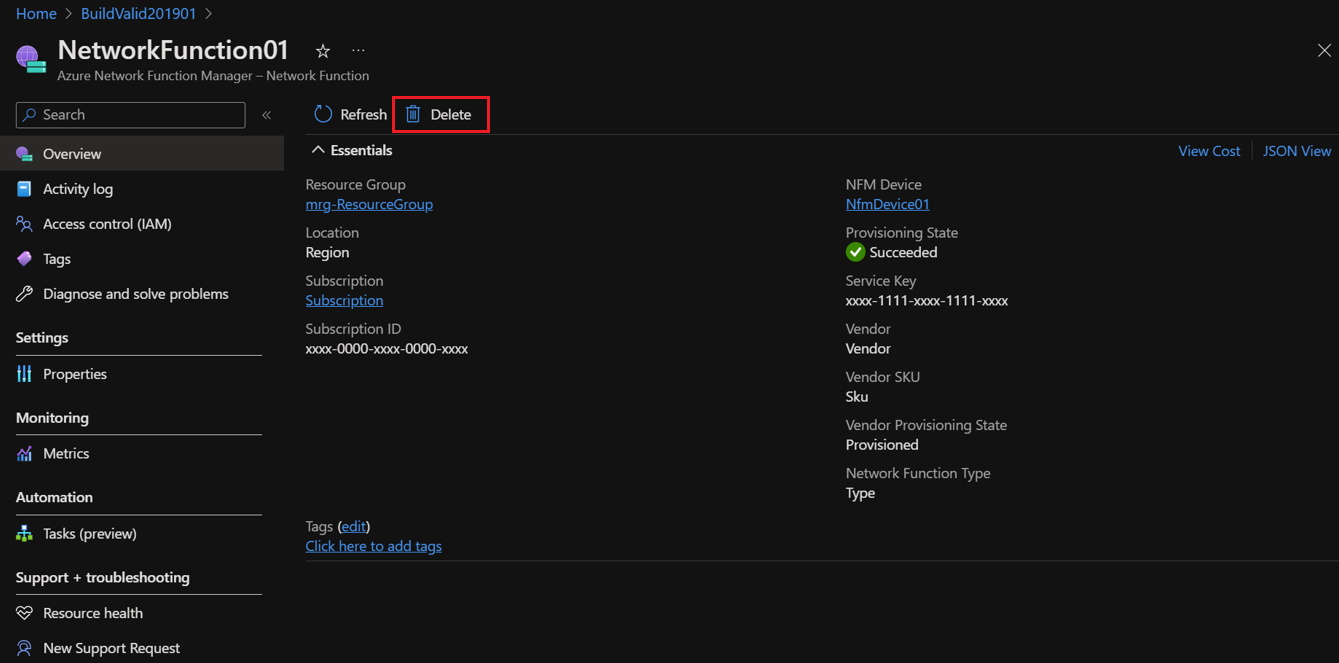 Home > BuildValid201901 >
NetworkFunction01 ☆ ...
Azure Network Function Manager – Network Function
Search «
Overview
Activity log
Access control (IAM)
Tags
Diagnose and solve problems
Settings
Properties
Monitoring
Metrics
Automation
Tasks (preview)
Support + troubleshooting
Resource health
New Support Request
Refresh Delete
Essentials
View Cost JSON View
Resource Group
mrg-ResourceGroup
Location
Region
Subscription
Subscription
Subscription ID
xxxx-0000-xxxx-0000-xxxx
NFM Device
NfmDevice01
Provisioning State
Succeeded
Service Key
xxxx-1111-xxxx-1111-xxxx
Vendor
Vendor
Vendor SKU
Sku
Vendor Provisioning State
Provisioned
Network Function Type
Type
Tags (edit)
Click here to add tags